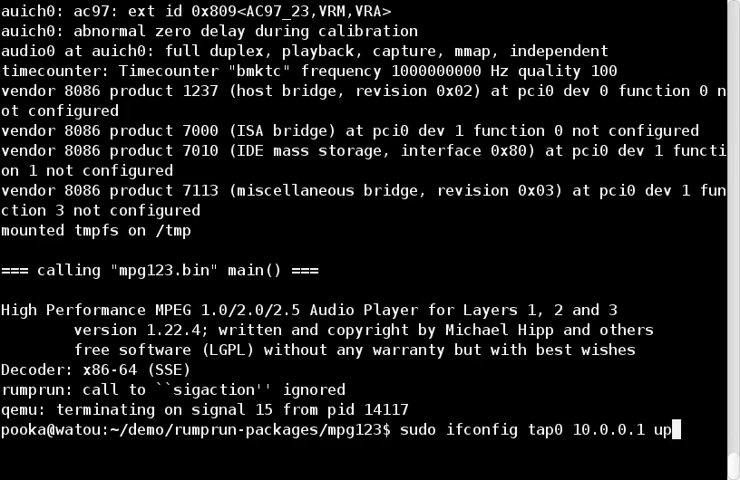 auich0: ac97: ext id 0x809<AC97_23,VRM,VRA>
auich0: abnormal zero delay during calibration
audio0 at auich0: full duplex, playback, capture, mmap, independent
timecounter: Timecounter "bmktc" frequency 1000000000 Hz quality 100
vendor 8086 product 1237 (host bridge, revision 0x02) at pci0 dev 0 function 0 n
ot configured
vendor 8086 product 7000 (ISA bridge) at pci0 dev 1 function 0 not configured
vendor 8086 product 7010 (IDE mass storage, interface 0x80) at pci0 dev 1 functi
on 1 not configured
vendor 8086 product 7113 (miscellaneous bridge, revision 0x03) at pci0 dev 1 fun
ction 3 not configured
mounted tmpfs on /tmp
=== calling "mpg123.bin" main() ===
High Performance MPEG 1.0/2.0/2.5 Audio Player for Layers 1, 2 and 3
version 1.22.4; written and copyright by Michael Hipp and others
free software (LGPL) without any warranty but with best wishes
Decoder: x86-64 (SSE)
rumprun: call to ``sigaction'' ignored
qemu: terminating on signal 15 from pid 14117
pooka@watou:~/demo/rumprun-packages/mpg123$ sudo ifconfig tap0 10.0.0.1 up